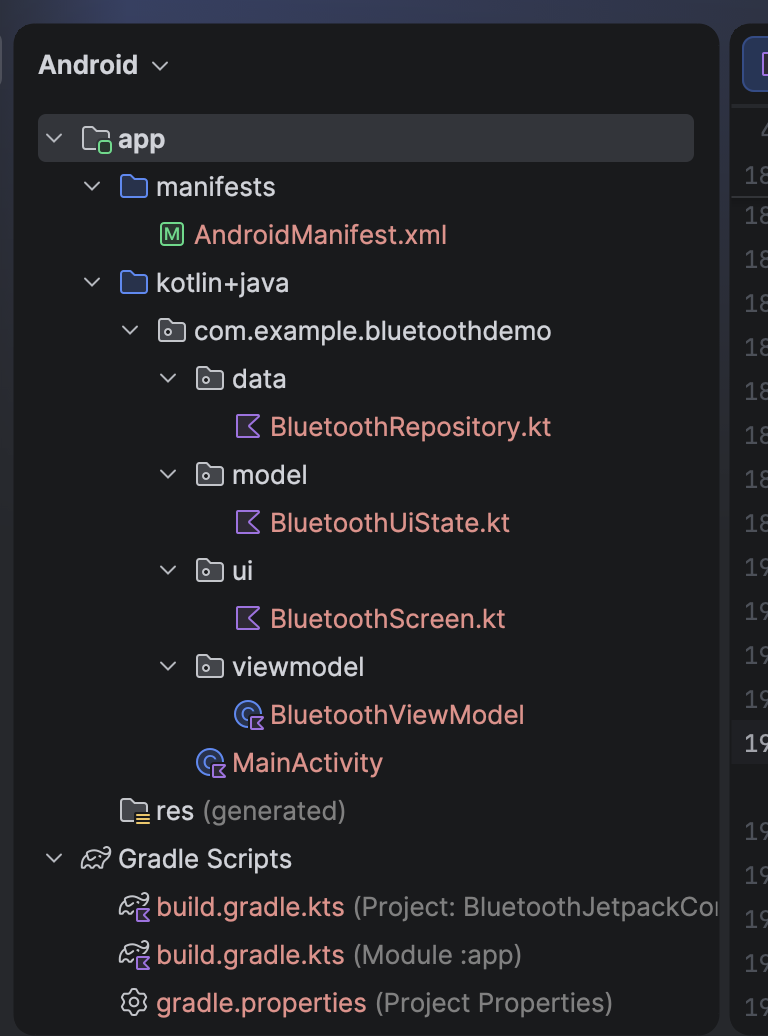 Android
app
manifests
M AndroidManifest.xml
kotlin+java
com.example.bluetoothdemo
data
BluetoothRepository.kt
model
BluetoothUiState.kt
ui
BluetoothScreen.kt
viewmodel
BluetoothViewModel
MainActivity
res (generated)
Gradle Scripts
build.gradle.kts (Project: BluetoothJetpackCo
build.gradle.kts (Module :app)
gradle.properties (Project Properties)